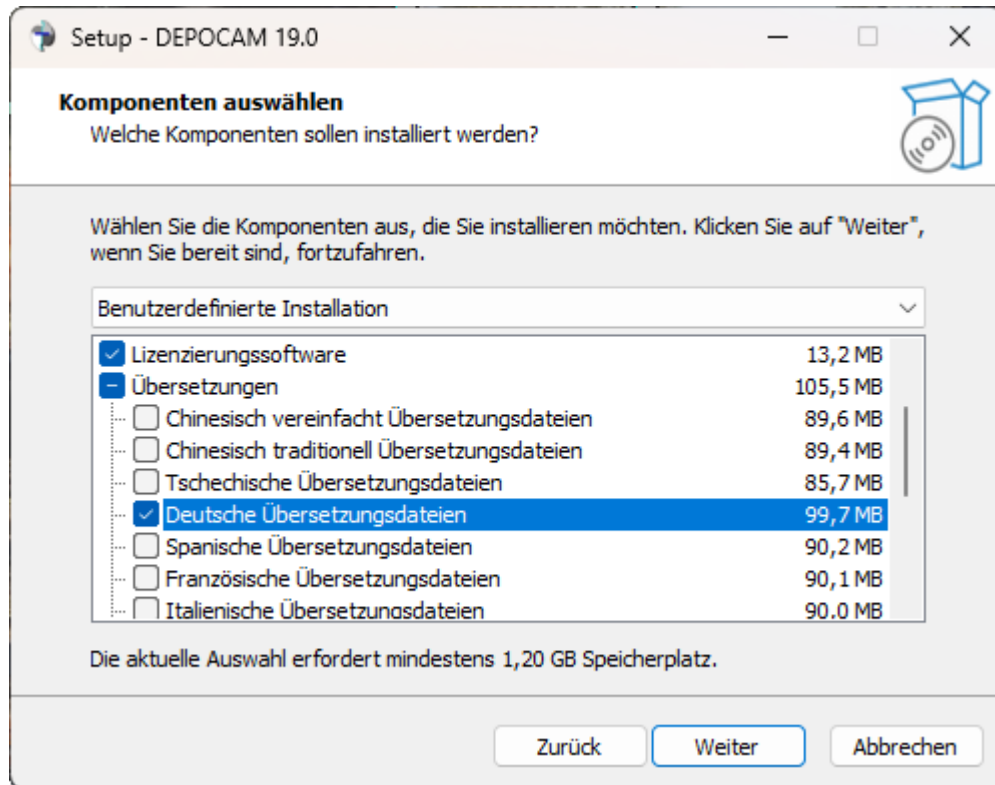 Setup - DEPOCAM 19.0
Komponenten auswählen
Welche Komponenten sollen installiert werden?
Wählen Sie die Komponenten aus, die Sie installieren möchten. Klicken Sie auf "Weiter",
wenn Sie bereit sind, fortzufahren.
Benutzerdefinierte Installation
Lizenzierungssoftware 13,2 MB
Übersetzungen 105,5 MB
Chinesisch vereinfacht Übersetzungsdateien 89,6 MB
Chinesisch traditionell Übersetzungsdateien 89,4 MB
Tschechische Übersetzungsdateien 85,7 MB
Deutsche Übersetzungsdateien 99,7 MB
Spanische Übersetzungsdateien 90,2 MB
Französische Übersetzungsdateien 90,1 MB
Italienische Übersetzungsdateien 90,0 MB
Die aktuelle Auswahl erfordert mindestens 1,20 GB Speicherplatz.
Zurück Weiter Abbrechen